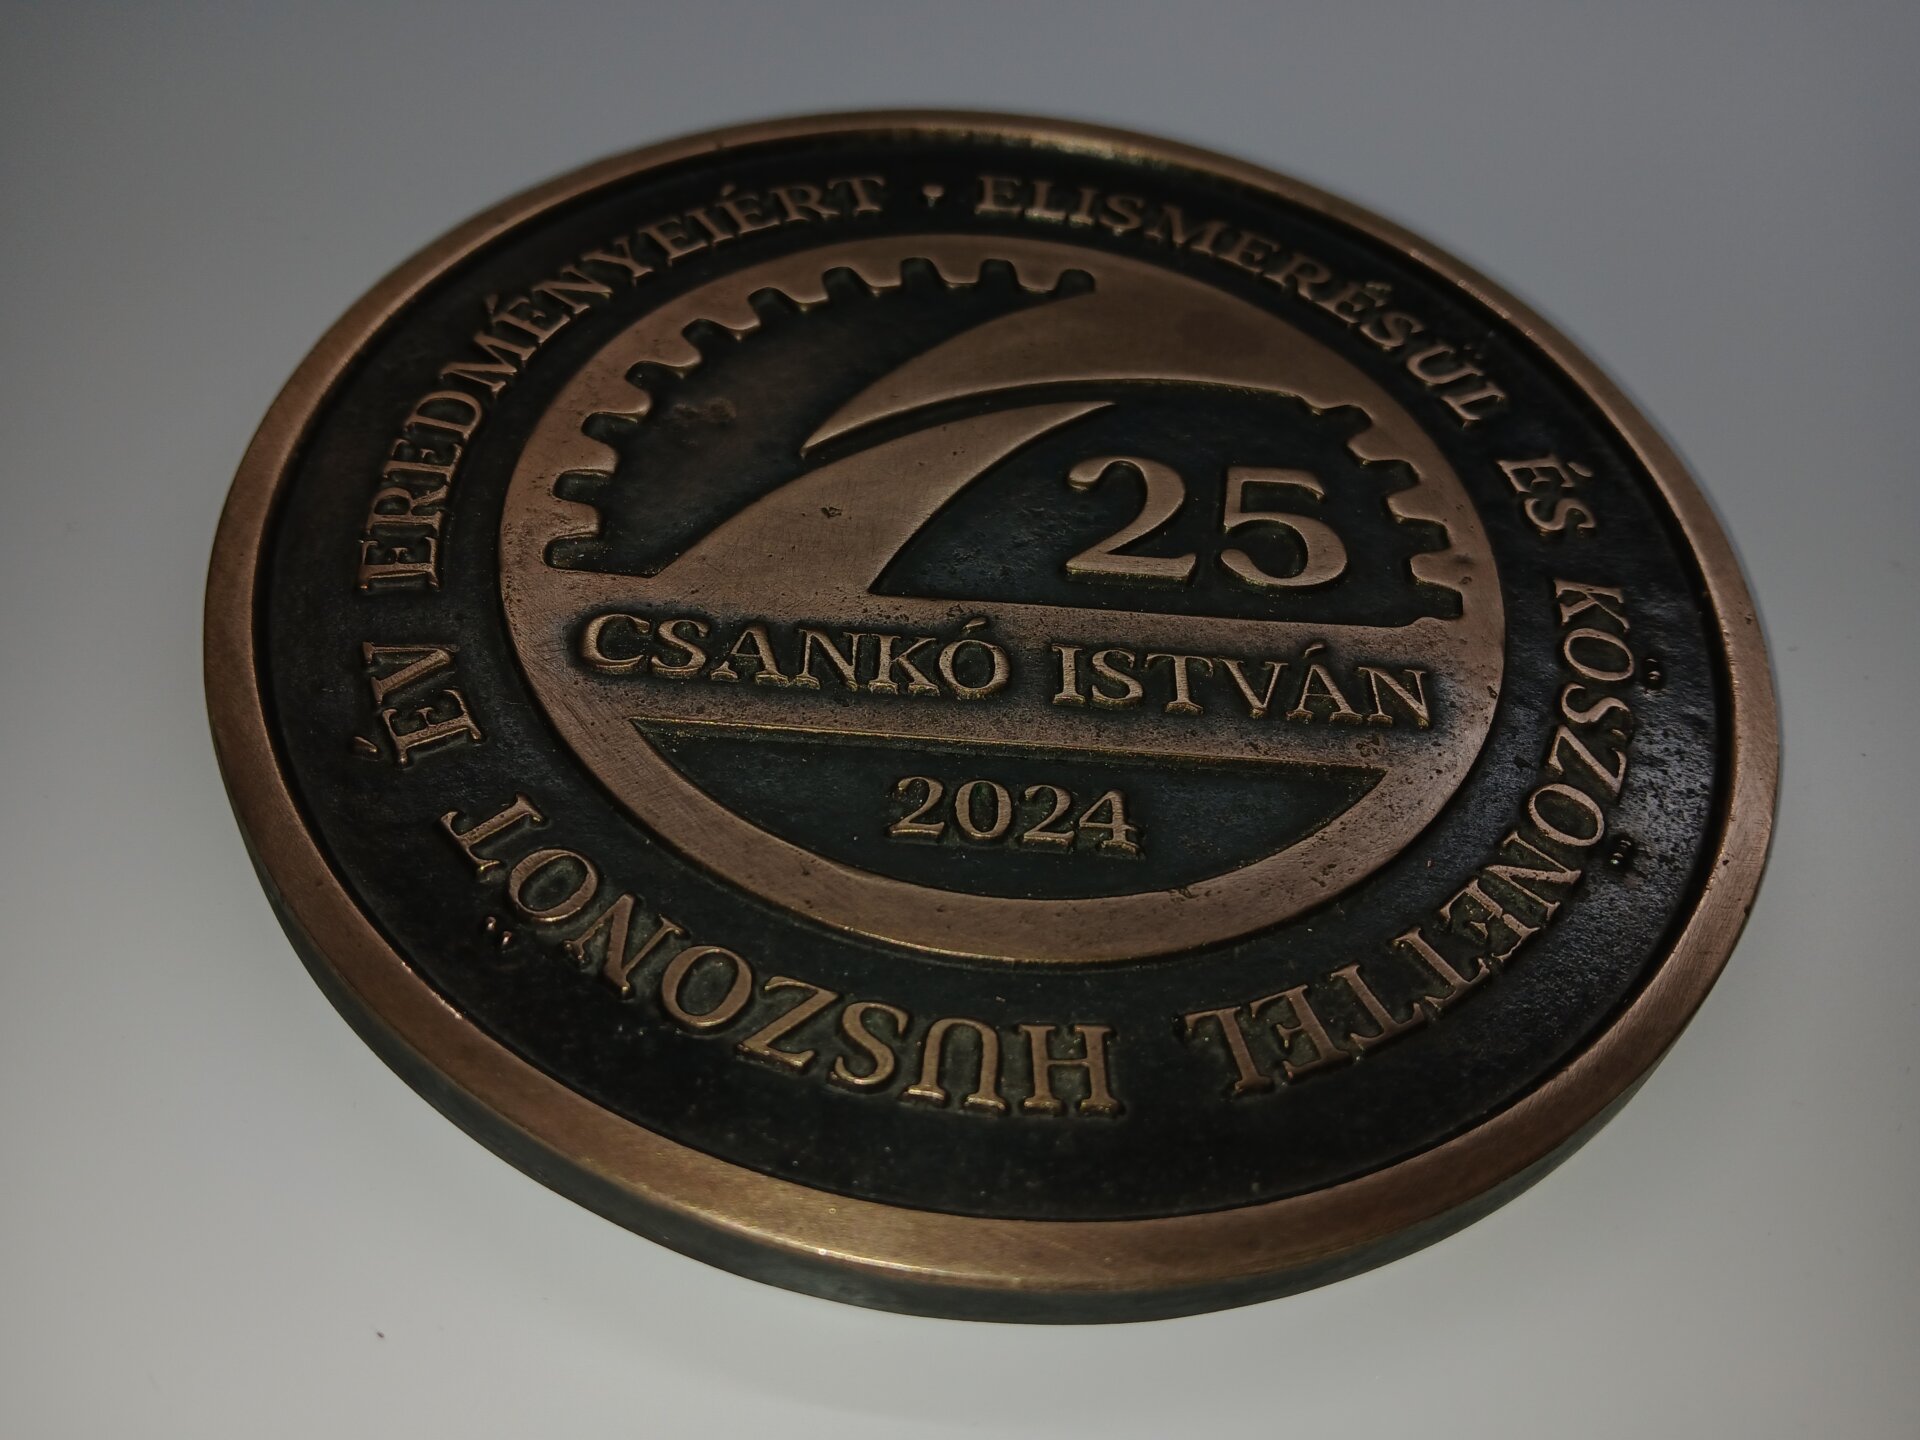 HUSZONÖT ÉV EREDMÉNYEIÉRT · ELISMERÉSÜL ÉS KÖSZÖNETTEL
25
CSANKÓ ISTVÁN
2024